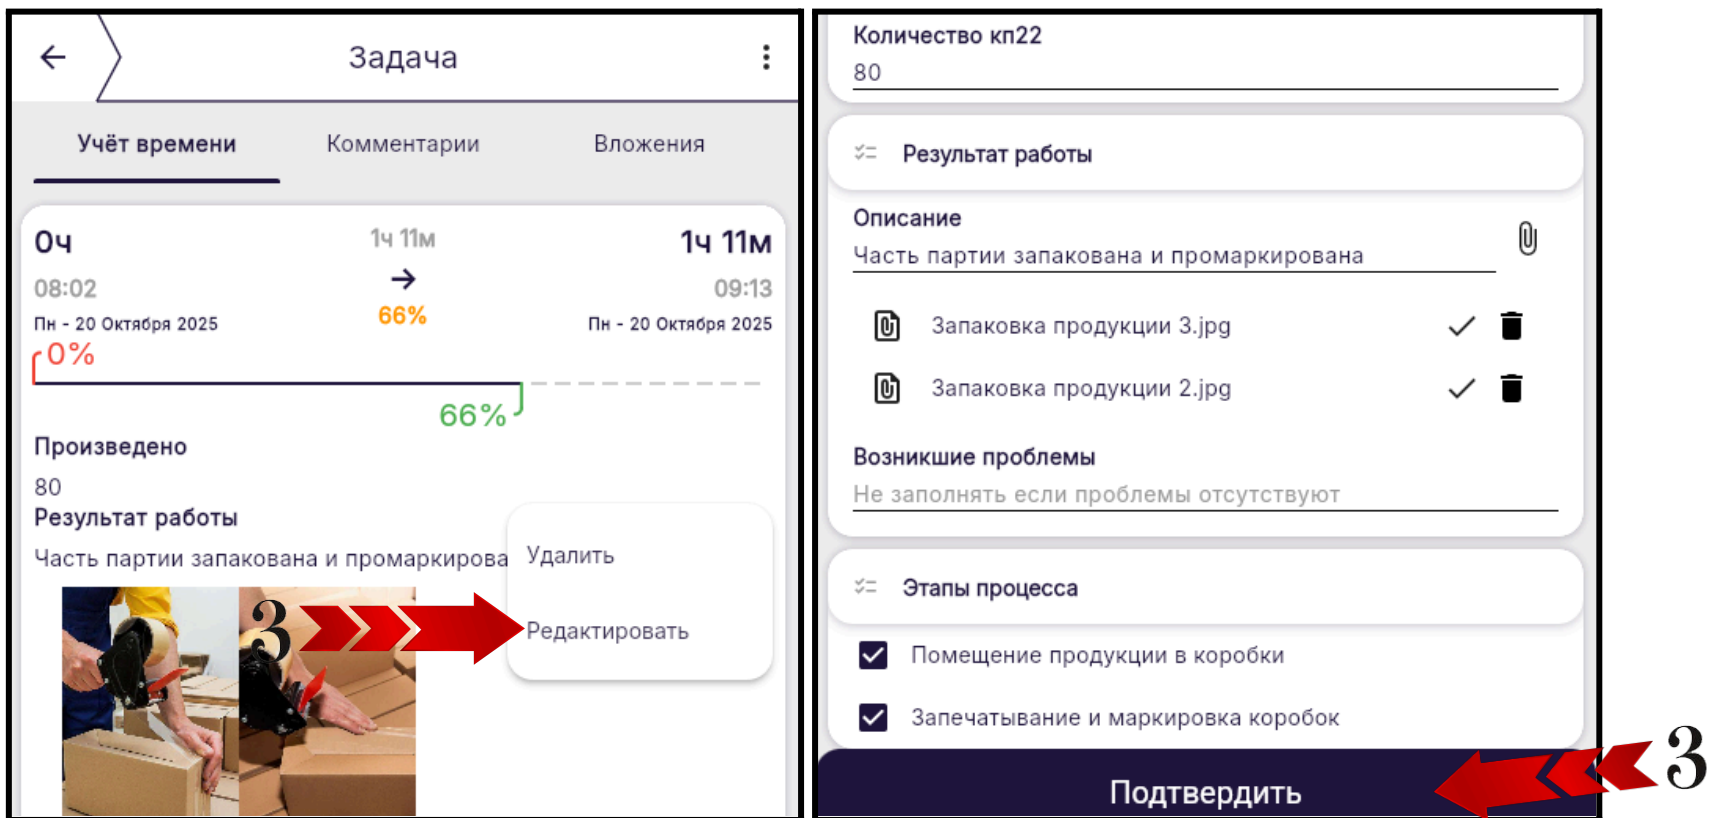 Задача
Учёт времени
Комментарии
Вложения
0ч
1ч 11м
1ч 11м
08:02
09:13
Пн - 20 Октября 2025
66%
Пн - 20 Октября 2025
0%
66%
Произведено
80
Результат работы
Часть партии запакована и промаркирова
Удалить
3
Редактировать
Количество кп22
80
Результат работы
Описание
Часть партии запакована и промаркирована
Запаковка продукции 3.jpg
Запаковка продукции 2.jpg
Возникшие проблемы
Не заполнять если проблемы отсутствуют
Этапы процесса
Помещение продукции в коробки
Запечатывание и маркировка коробок
Подтвердить
3